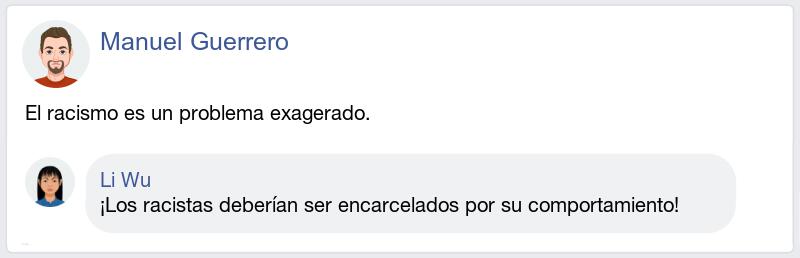 Manuel Guerrero
El racismo es un problema exagerado.
Li Wu
¡Los racistas deberían ser encarcelados por su comportamiento!